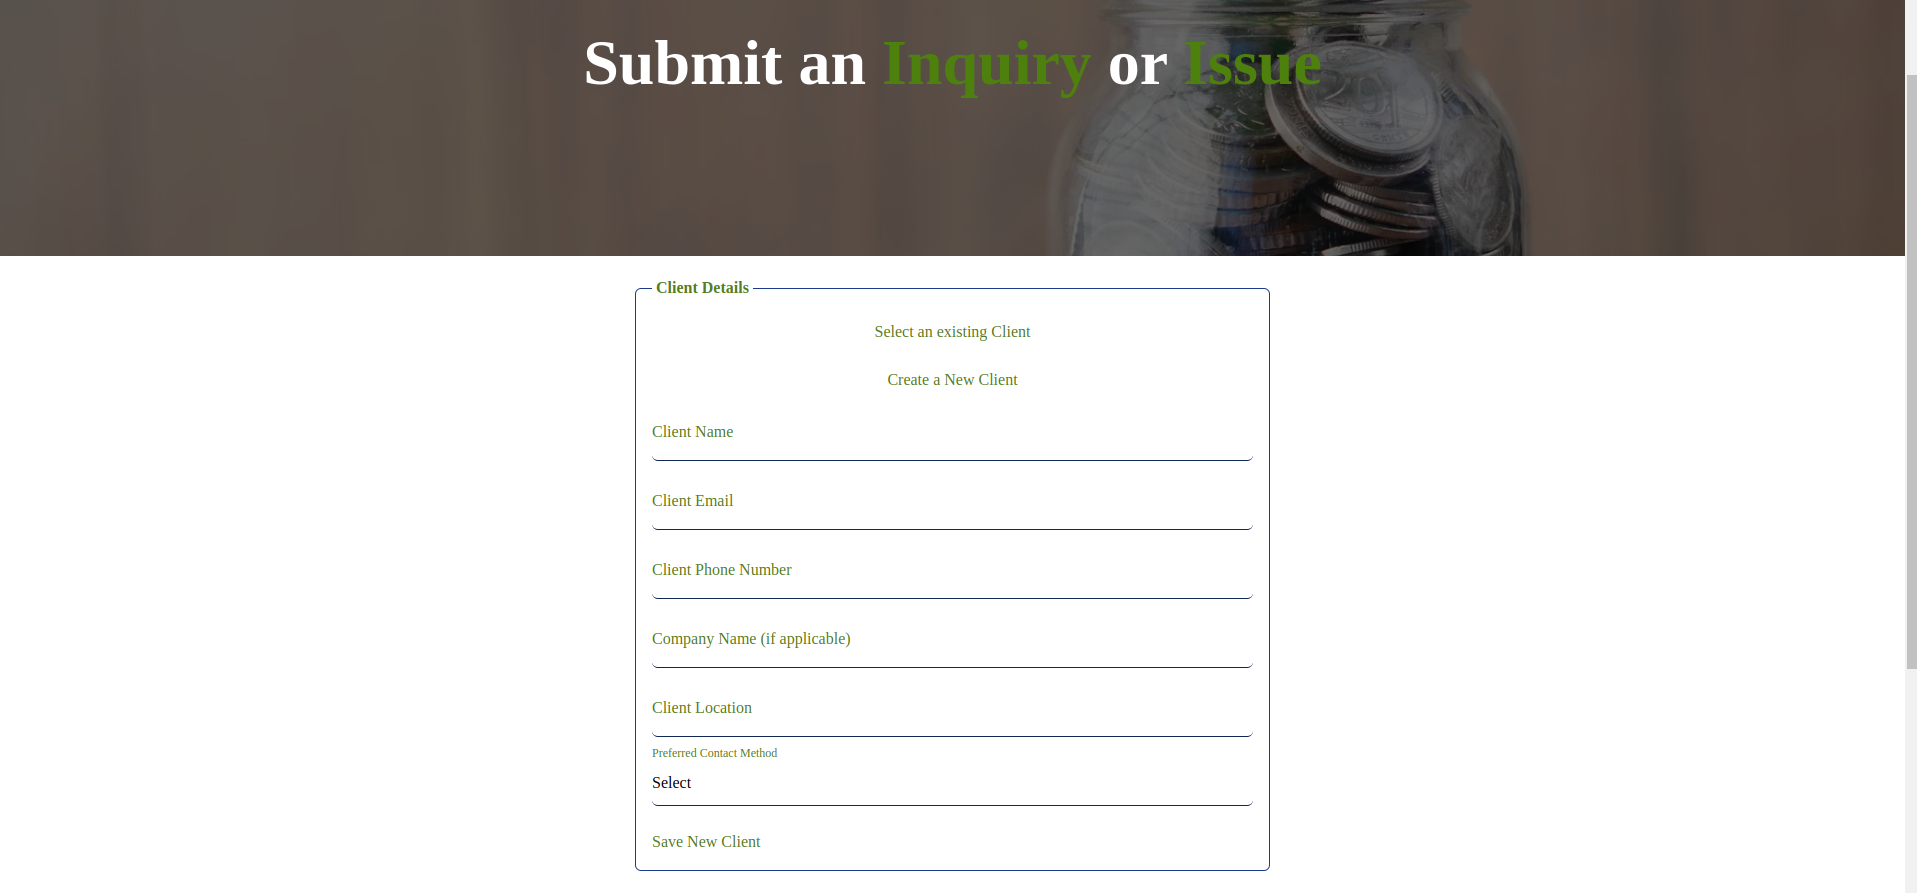 Submit an Inquiry or Issue
Client Details
Select an existing Client
Create a New Client
Client Name
Client Email
Client Phone Number
Company Name (if applicable)
Client Location
Preferred Contact Method
Select
Save New Client